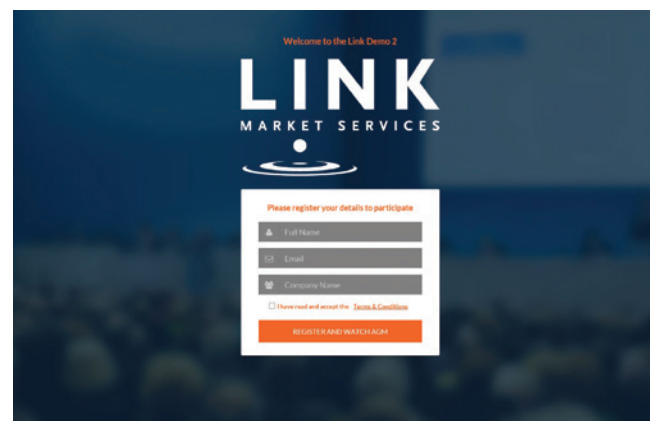 Welcome to the Link Demo 2
LINK
MARKET SERVICES
Please register your details to participate
Full Name
Email
Company Name
I have read and accept the Terms & Conditions
REGISTER AND WATCH AGM